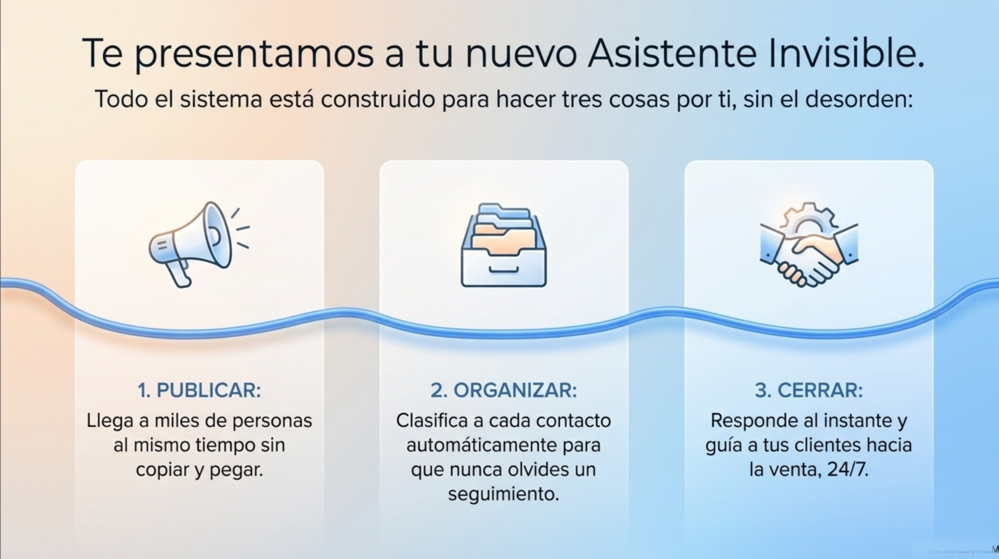 Te presentamos a tu nuevo Asistente Invisible.
Todo el sistema está construido para hacer tres cosas por ti, sin el desorden:
1. PUBLICAR:
Llega a miles de personas
al mismo tiempo sin
copiar y pegar.
2. ORGANIZAR:
Clasifica a cada contacto
automáticamente para
que nunca olvides un
seguimiento.
3. CERRAR:
Responde al instante y
guía a tus clientes hacia
la venta, 24/7.